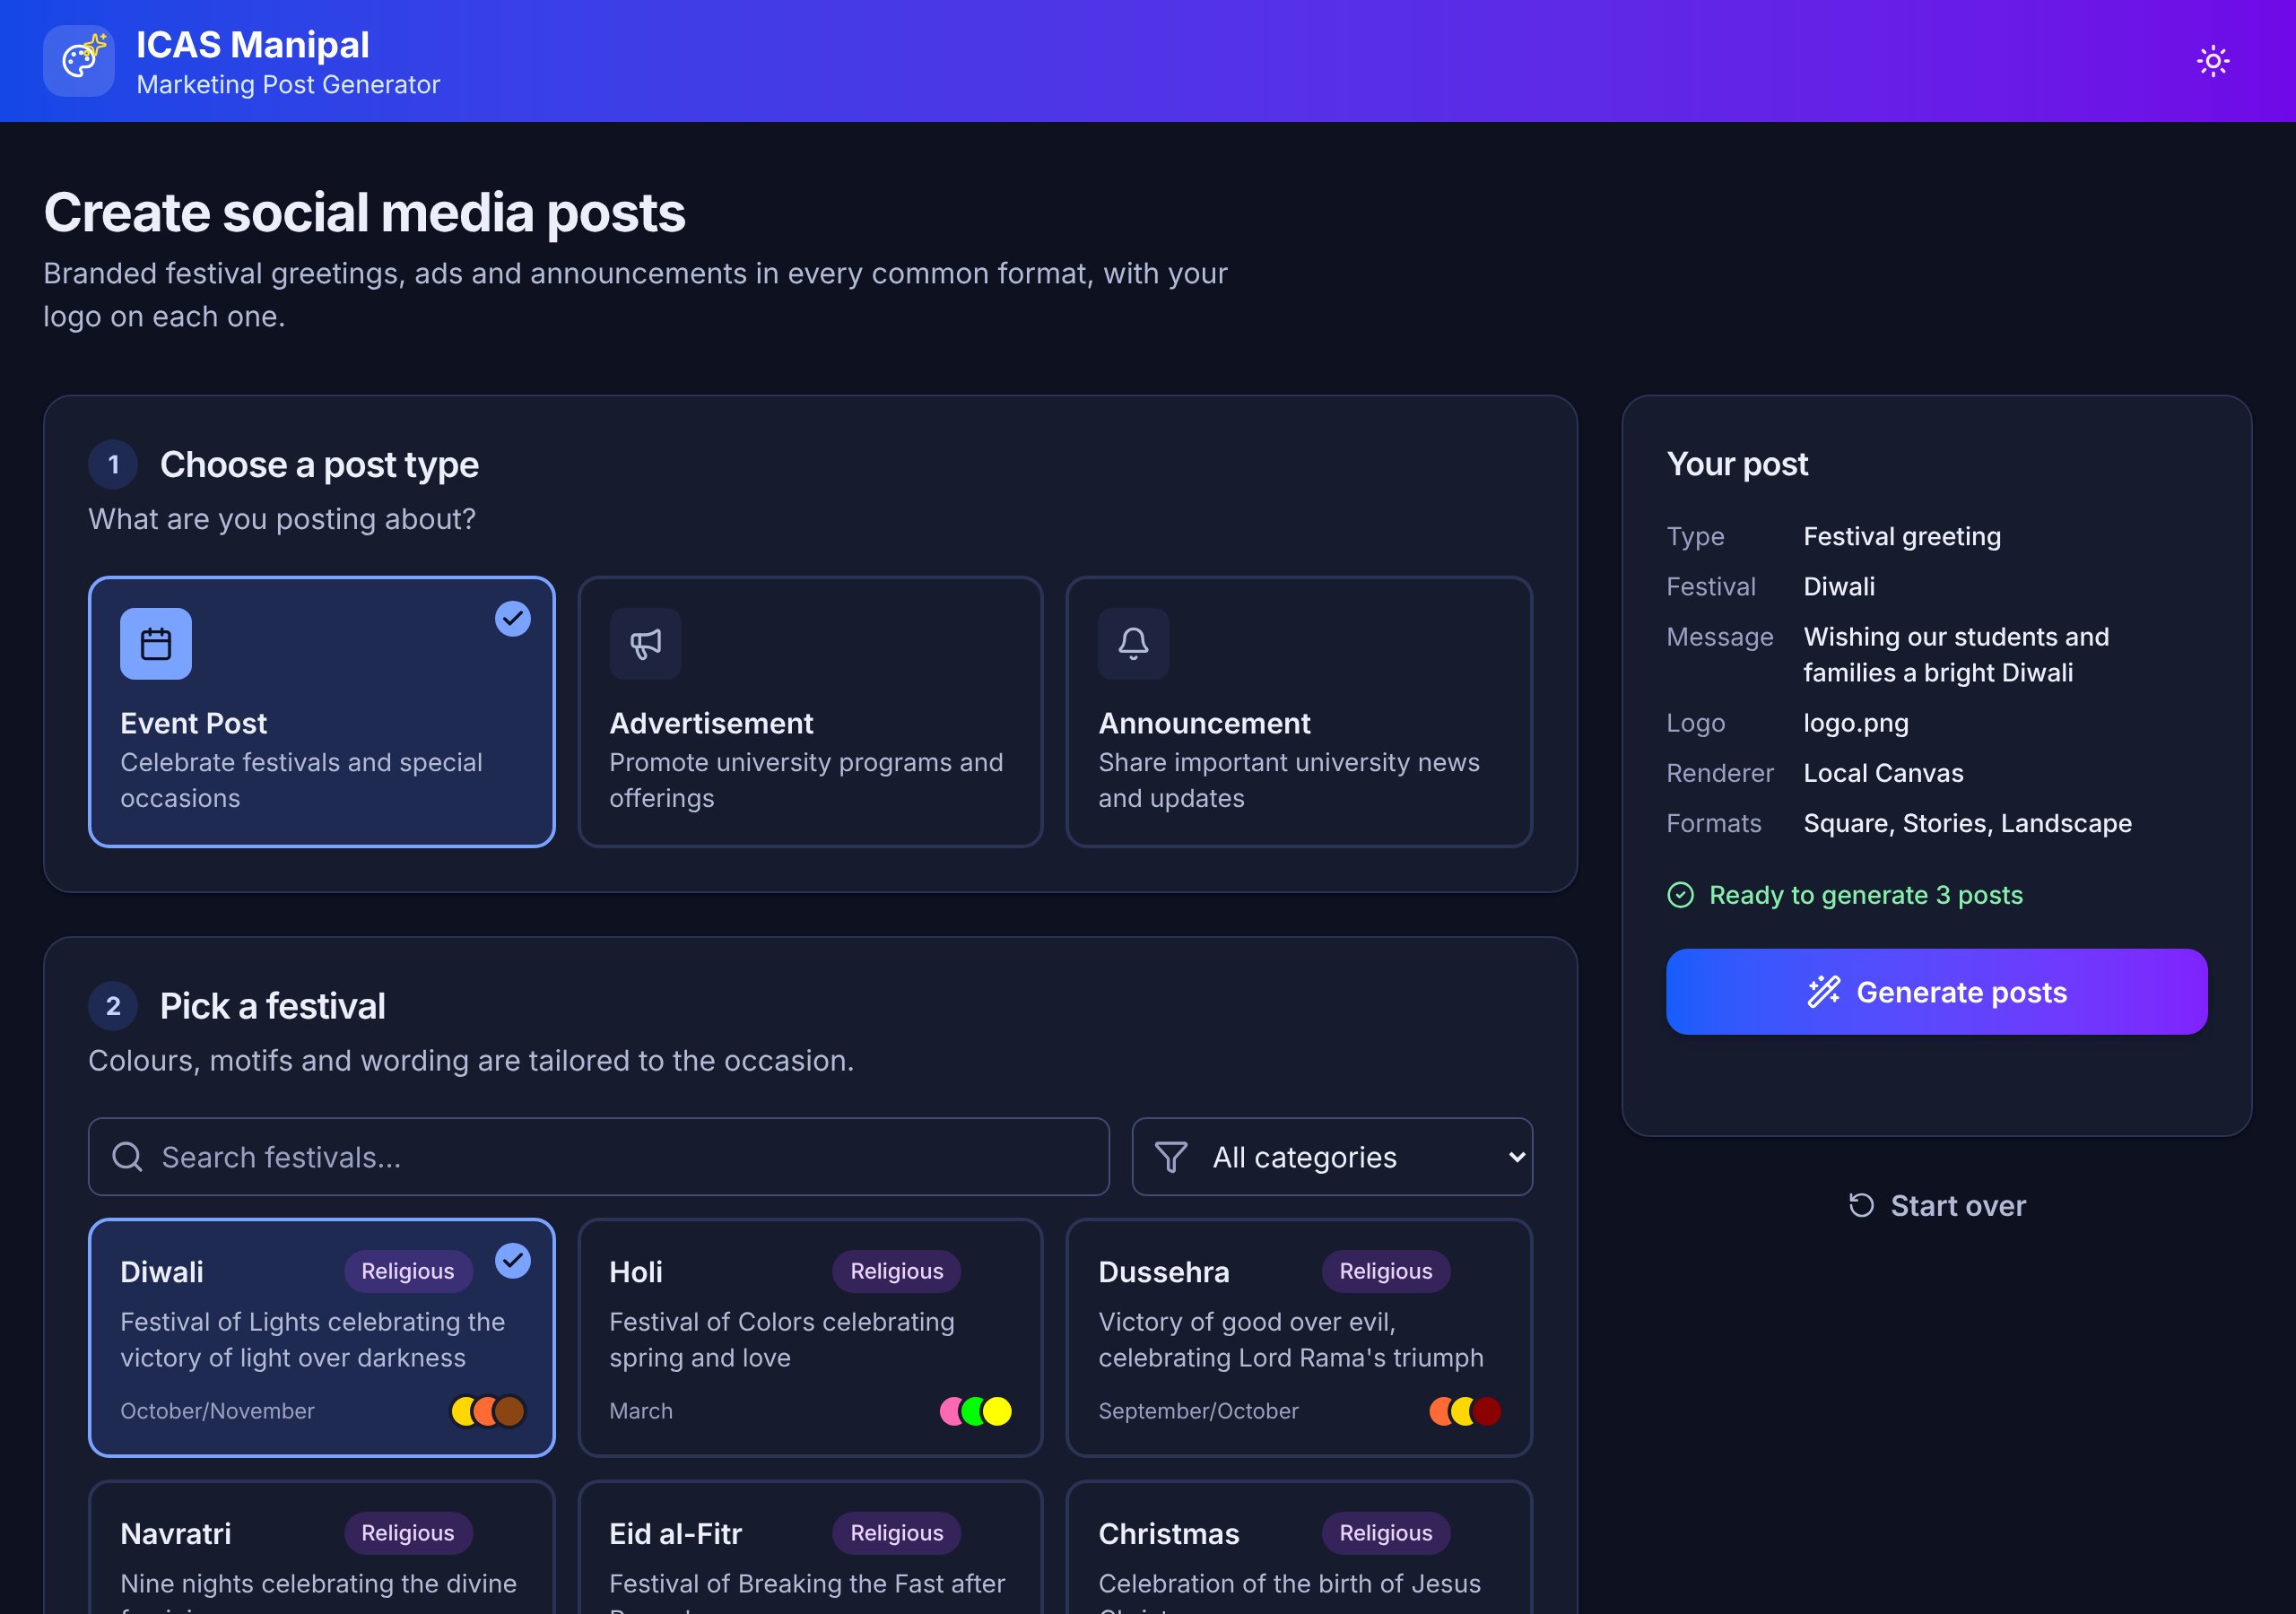 ICAS Manipal
Marketing Post Generator
Create social media posts
Branded festival greetings, ads and announcements in every common format, with your
logo on each one.
1 Choose a post type
What are you posting about?
Event Post
Celebrate festivals and special
occasions
Advertisement
Promote university programs and
offerings
Announcement
Share important university news
and updates
2 Pick a festival
Colours, motifs and wording are tailored to the occasion.
Search festivals...
All categories
Diwali Religious
Festival of Lights celebrating the
victory of light over darkness
October/November
Holi Religious
Festival of Colors celebrating
spring and love
March
Dussehra Religious
Victory of good over evil,
celebrating Lord Rama's triumph
September/October
Navratri Religious
Nine nights celebrating the divine
Eid al-Fitr Religious
Festival of Breaking the Fast after
Christmas Religious
Celebration of the birth of Jesus
Your post
Type Festival greeting
Festival Diwali
Message Wishing our students and
families a bright Diwali
Logo logo.png
Renderer Local Canvas
Formats Square, Stories, Landscape
Ready to generate 3 posts
Generate posts
Start over